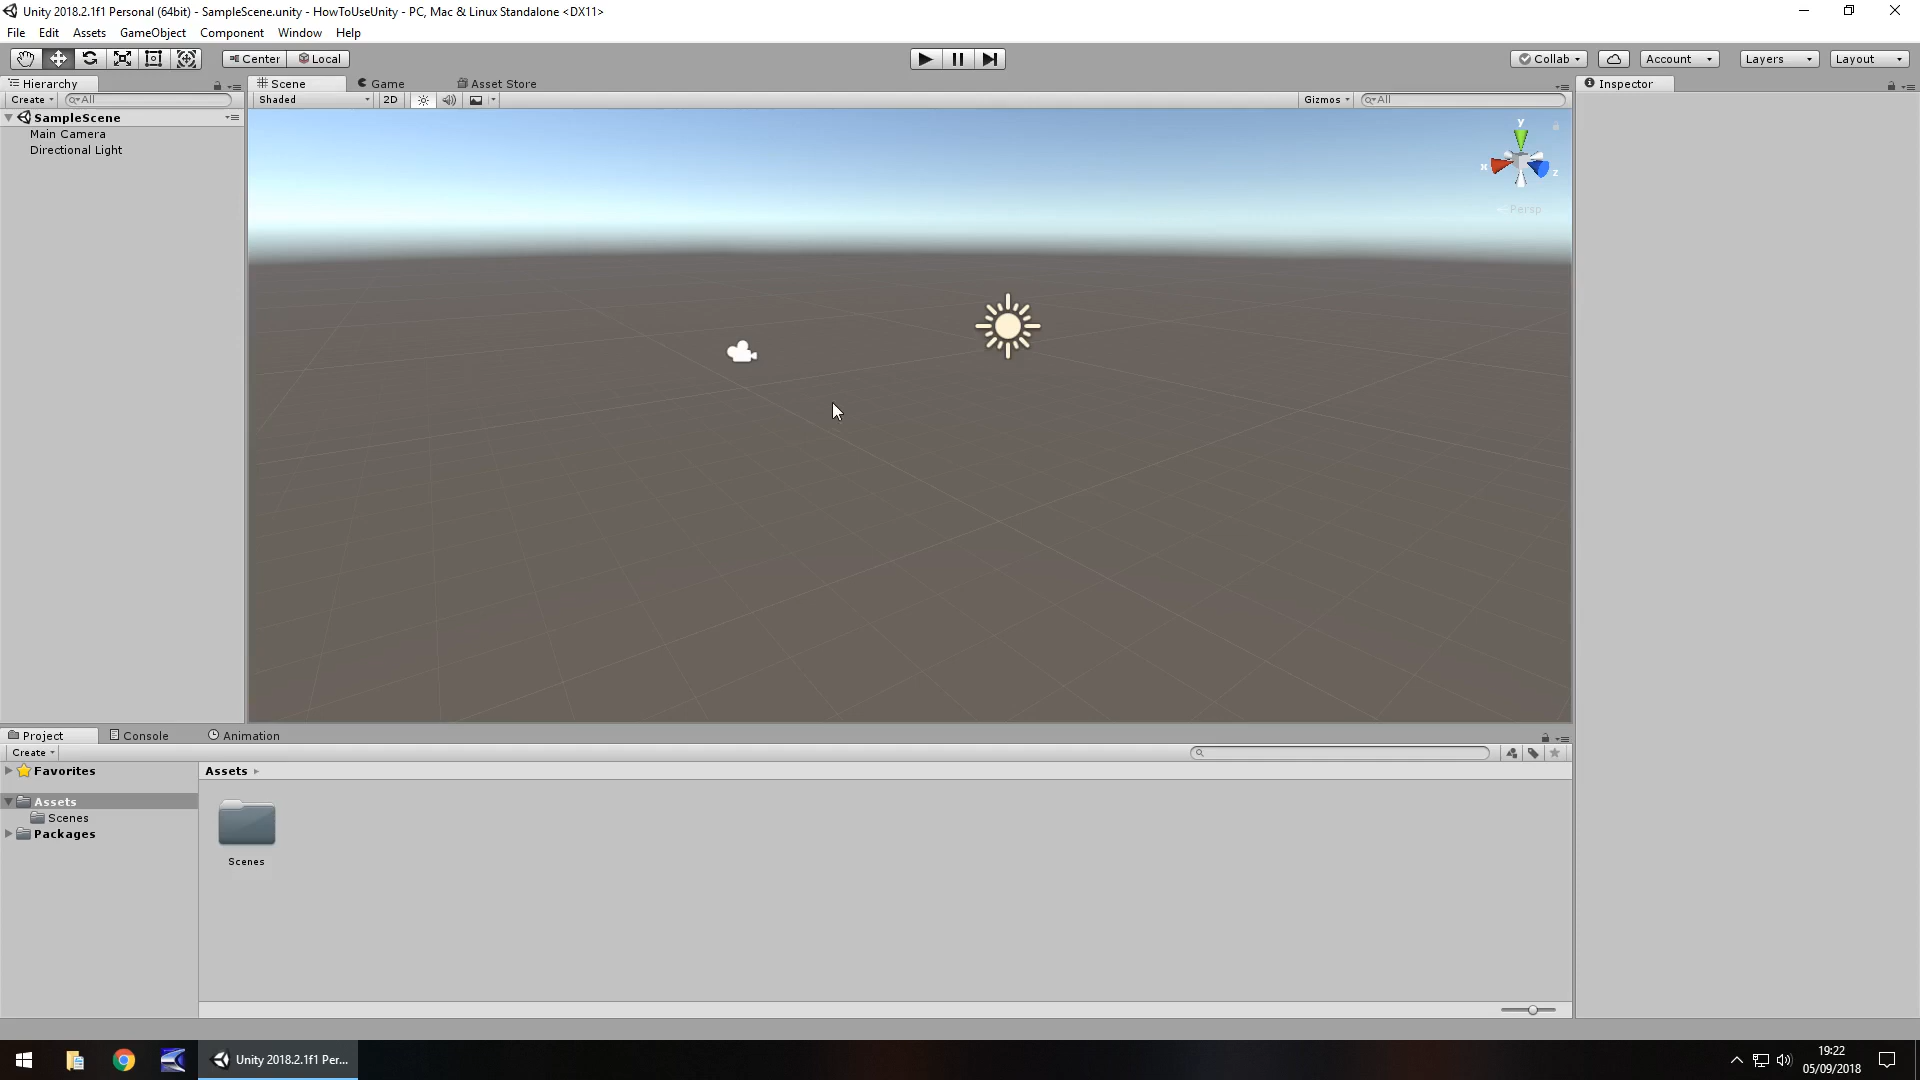 Unity 2018.2.1f1 Personal (64bit) - SampleScene.unity - HowToUseUnity - PC, Mac & Linux Standalone <DX11>
File Edit Assets GameObject Component Window Help
Center Local Collab Account Layers Layout
Hierarchy Scene Game Asset Store Inspector
Create All Shaded 2D Gizmos All
SampleScene
Main Camera
Directional Light
y
x
z
Persp
Project Console Animation
Create
Favorites
Assets
Assets
Scenes
Packages
Scenes
Unity 2018.2.1f1 Per...
19:22
05/09/2018